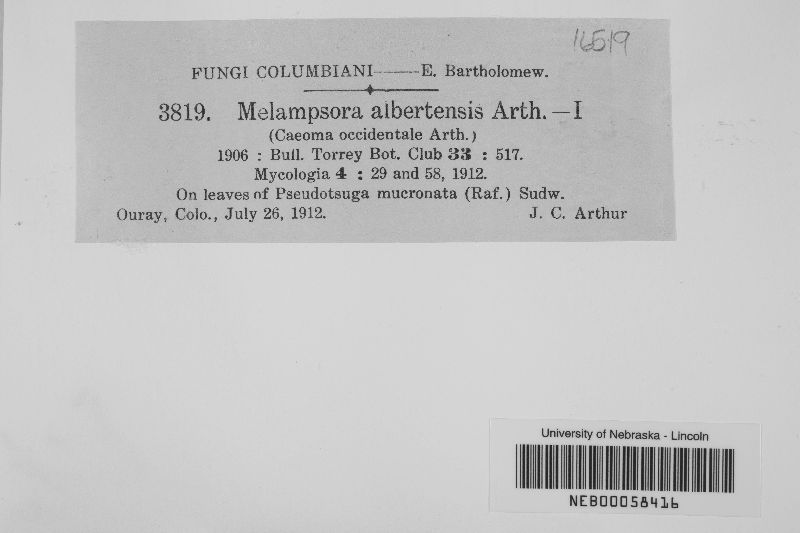 16519
FUNGI COLUMBIANI——E. Bartholomew.
3819. Melampsora albertensis Arth.—I
(Caeoma occidentale Arth.)
1906 : Bull. Torrey Bot. Club 33 : 517.
Mycologia 4 : 29 and 58, 1912.
On leaves of Pseudotsuga mucronata (Raf.) Sudw.
Ouray, Colo., July 26, 1912. J. C. Arthur
University of Nebraska - Lincoln
NEB00058416